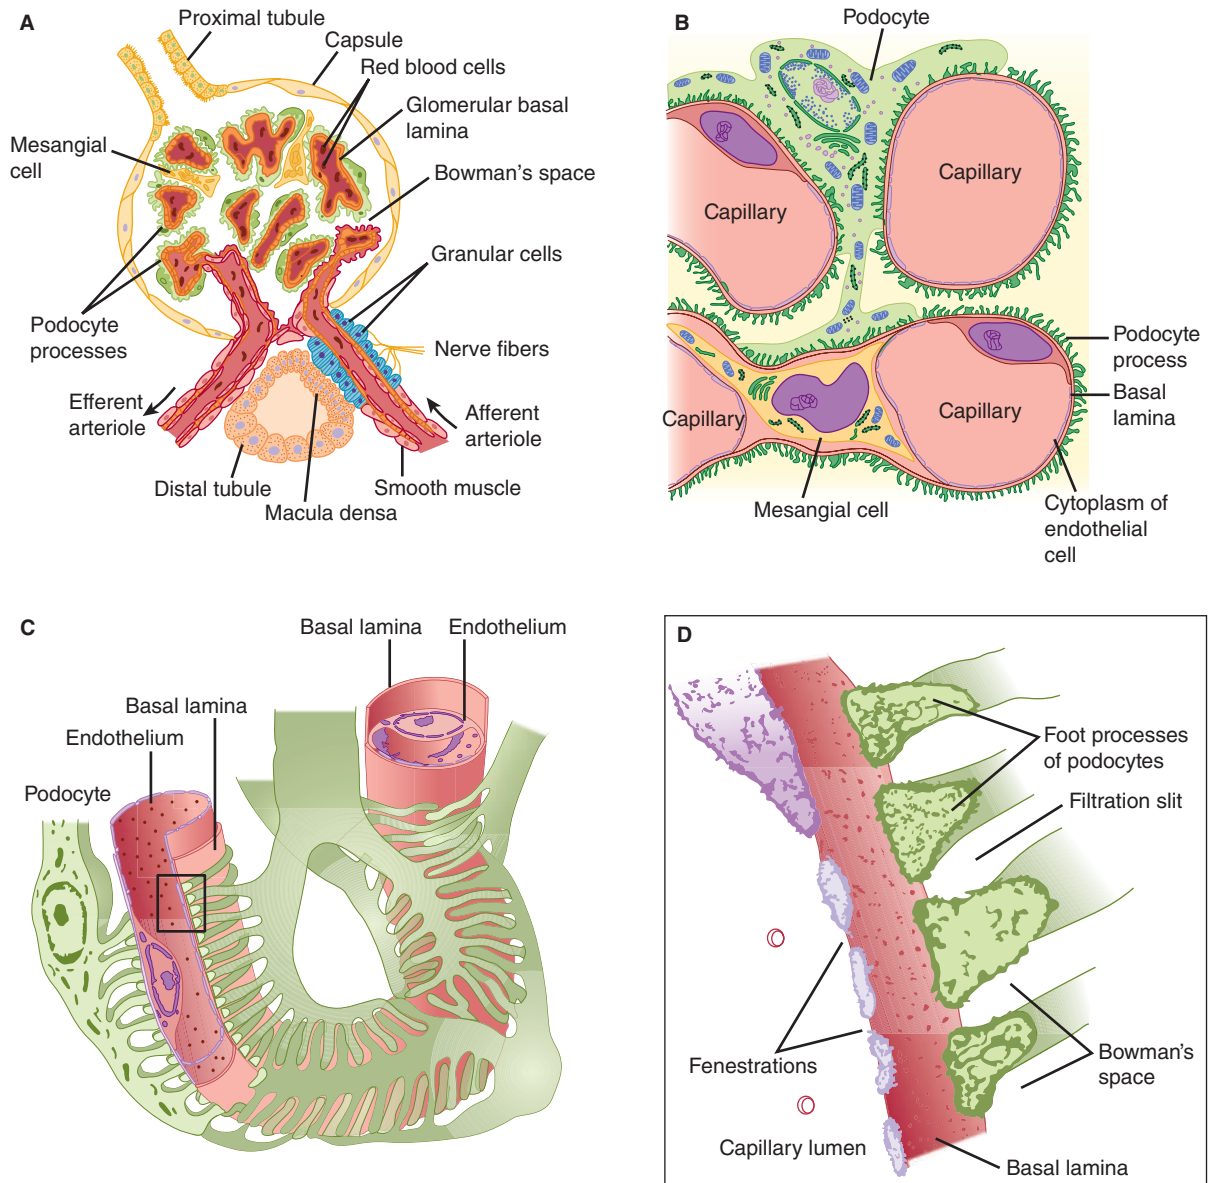 A
Proximal tubule
Capsule
Red blood cells
Glomerular basal
lamina
Mesangial
cell
Bowman’s space
Granular cells
Podocyte
processes
Nerve fibers
Efferent
arteriole
Afferent
arteriole
Distal tubule
Smooth muscle
Macula densa
B
Podocyte
Capillary
Capillary
Podocyte
process
Basal
lamina
Capillary
Capillary
Mesangial cell
Cytoplasm of
endothelial
cell
C
Basal lamina
Endothelium
Basal lamina
Endothelium
Podocyte
D
Foot processes
of podocytes
Filtration slit
Fenestrations
Bowman’s
space
Capillary lumen
Basal lamina